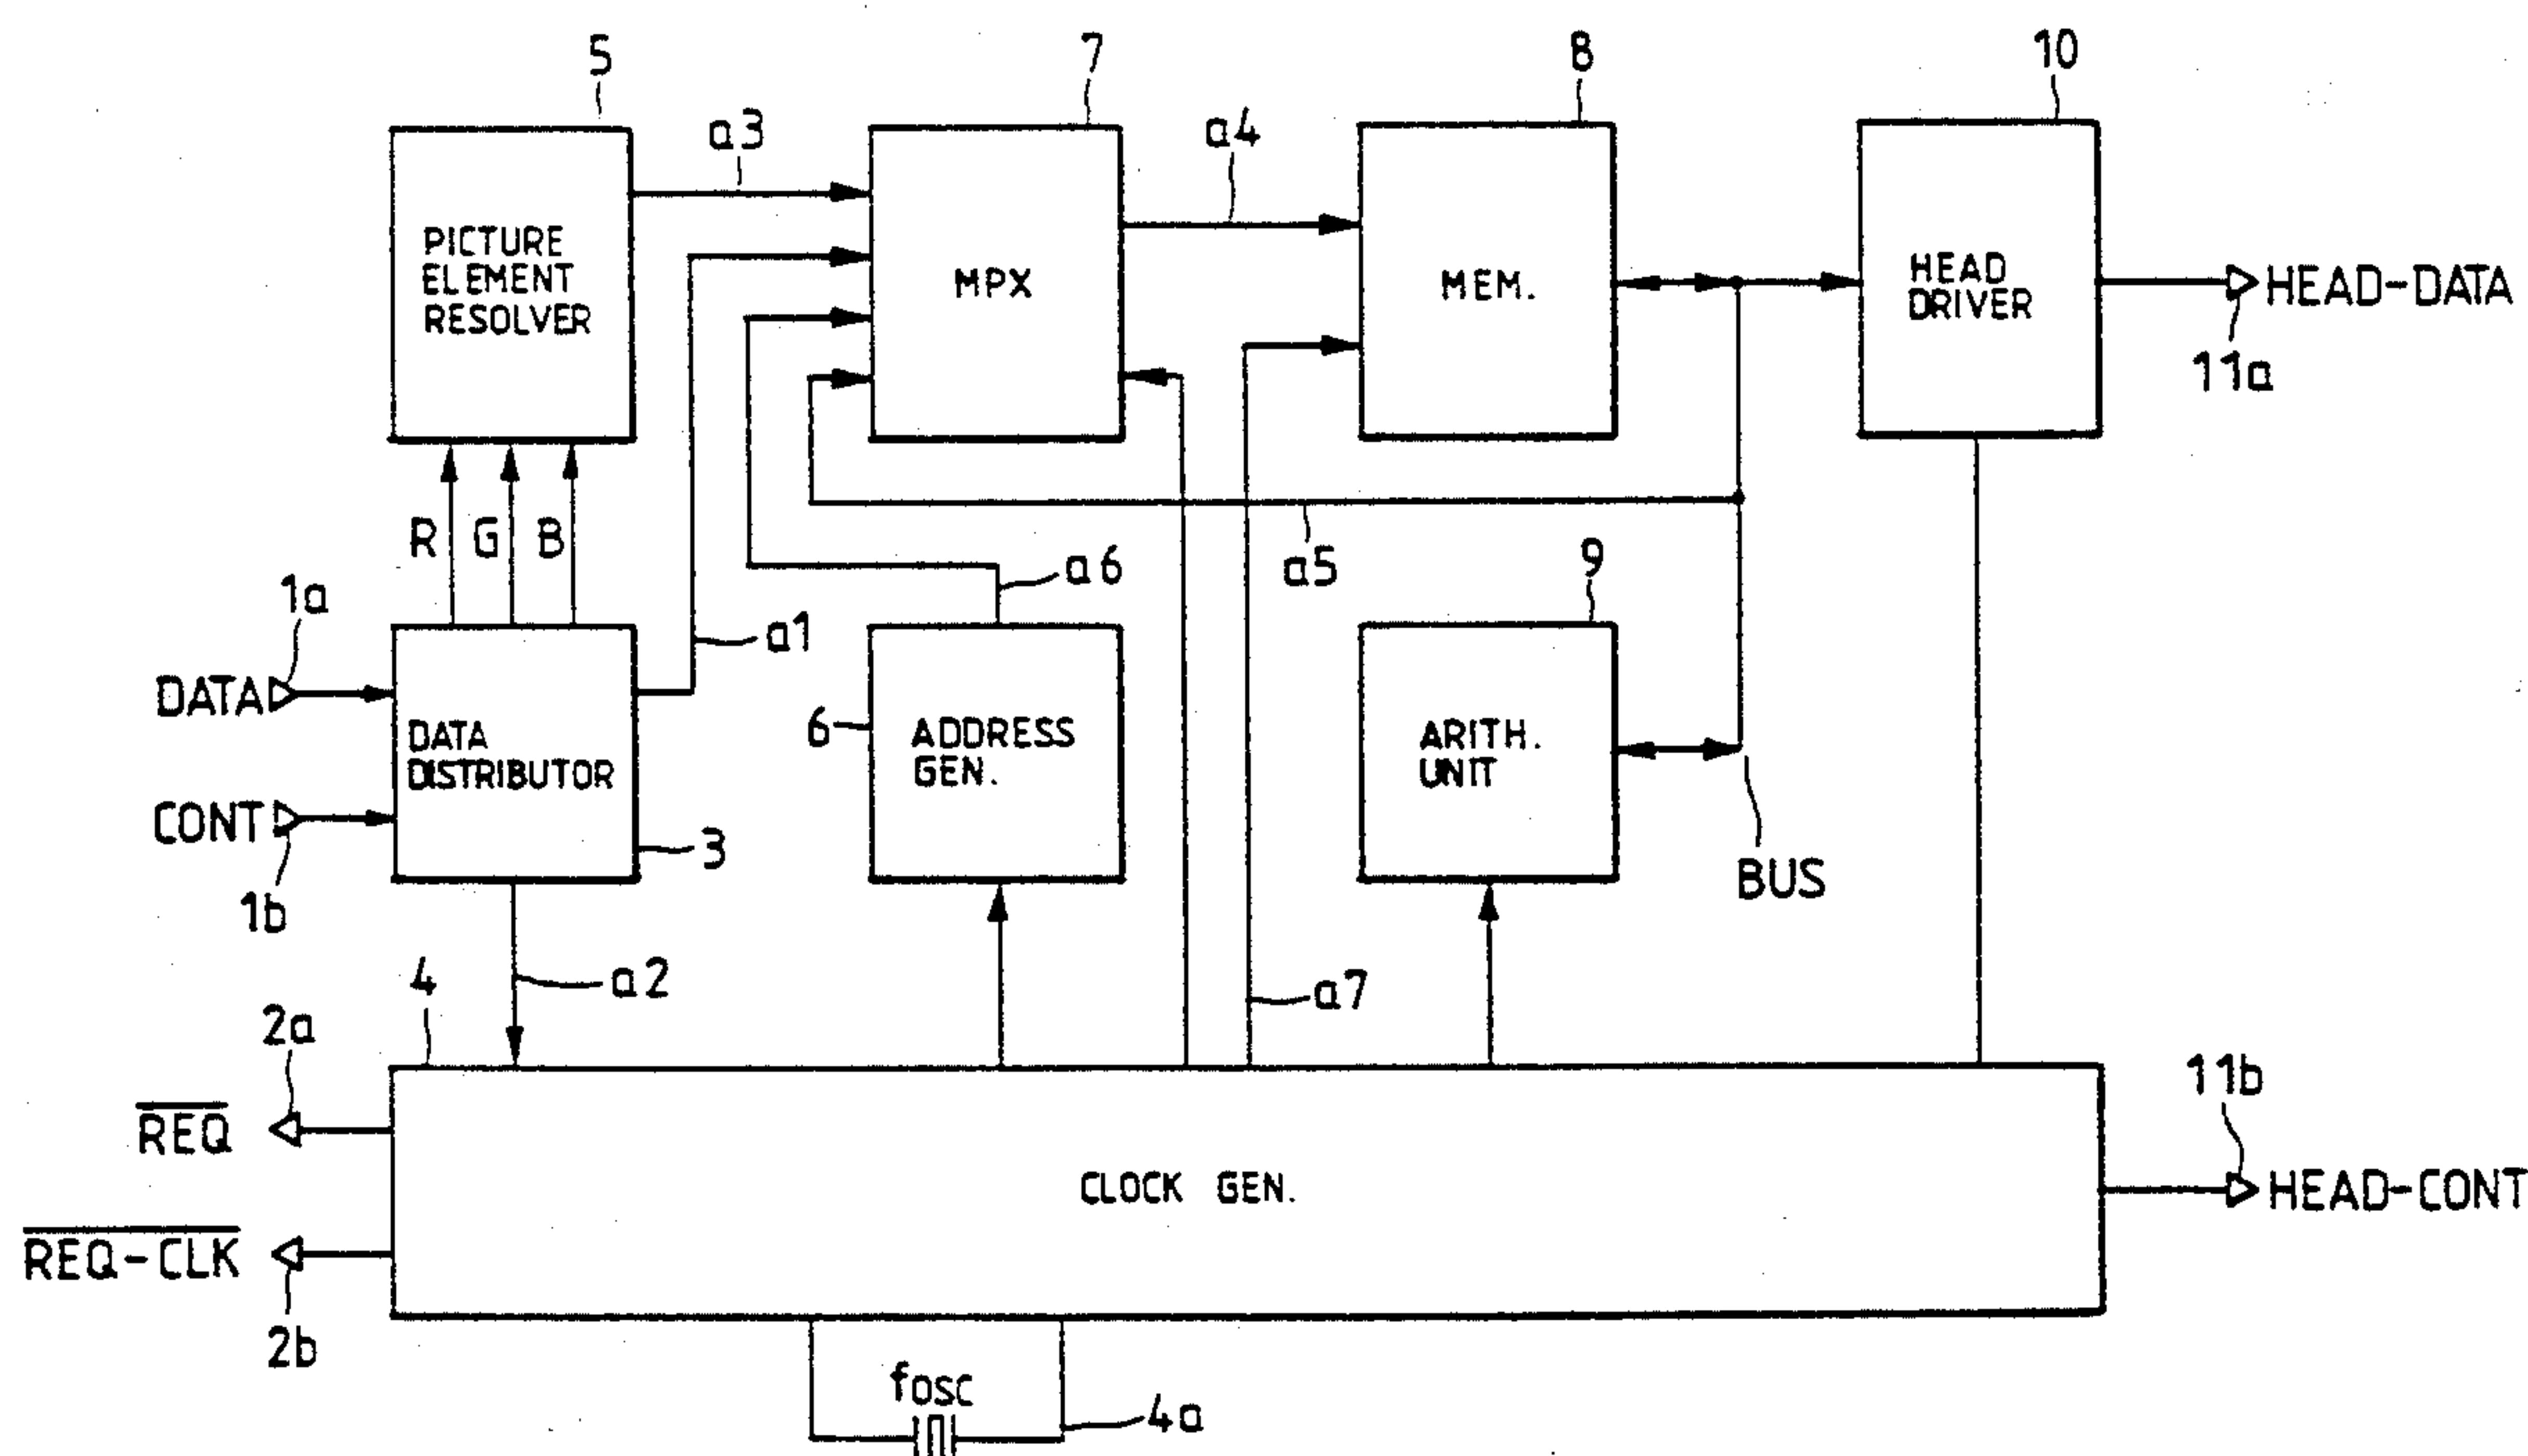 5
7
8
10
a3
a4
PICTURE
ELEMENT
RESOLVER
MPX
MEM.
HEAD
DRIVER
HEAD-DATA
11a
R G B
a6
a5
9
1a
a1
DATA
DATA
DISTRIBUTOR
6
ADDRESS
GEN.
ARITH.
UNIT
CONT
3
1b
BUS
4
a2
a7
2a
11b
REQ
CLOCK GEN.
HEAD-CONT
REQ-CLK
2b
fosc
4a